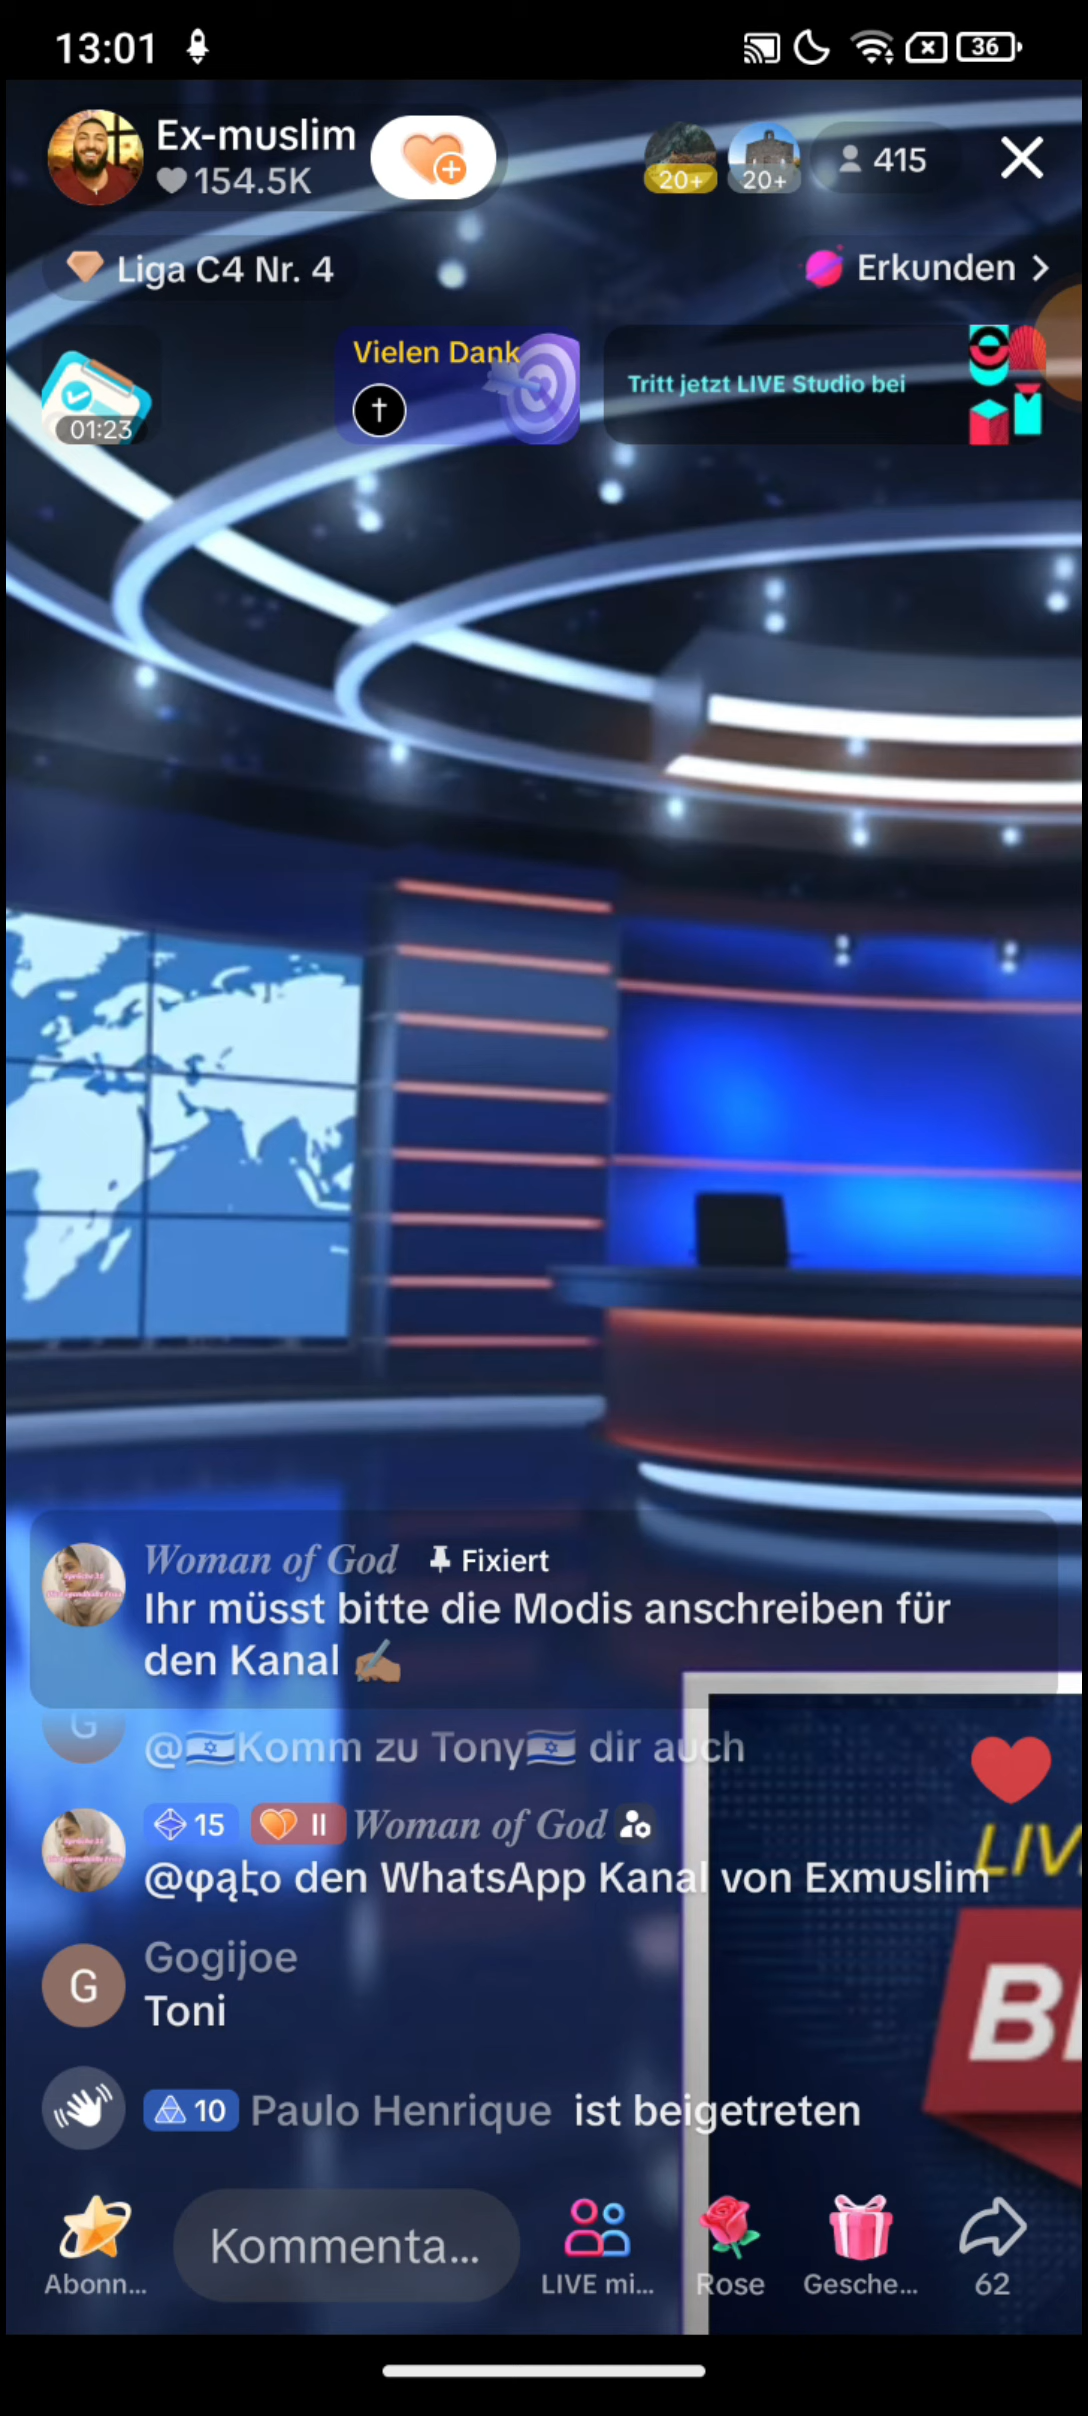 13:01
36
Ex-muslim
154.5K
20+
20+
415
Liga C4 Nr. 4
Erkunden
01:23
Vielen Dank
Tritt jetzt LIVE Studio bei
Woman of God Fixiert
Ihr müsst bitte die Modis anschreiben für
den Kanal ✍🏽
G
@🇮🇱Komm zu Tony🇮🇱 dir auch
15 II Woman of God
@φąƚo den WhatsApp Kanal von Exmuslim
LIV
G
Gogijoe
Toni
10 Paulo Henrique ist beigetreten
Abonn...
Kommenta...
LIVE mi...
Rose
Gesche...
62